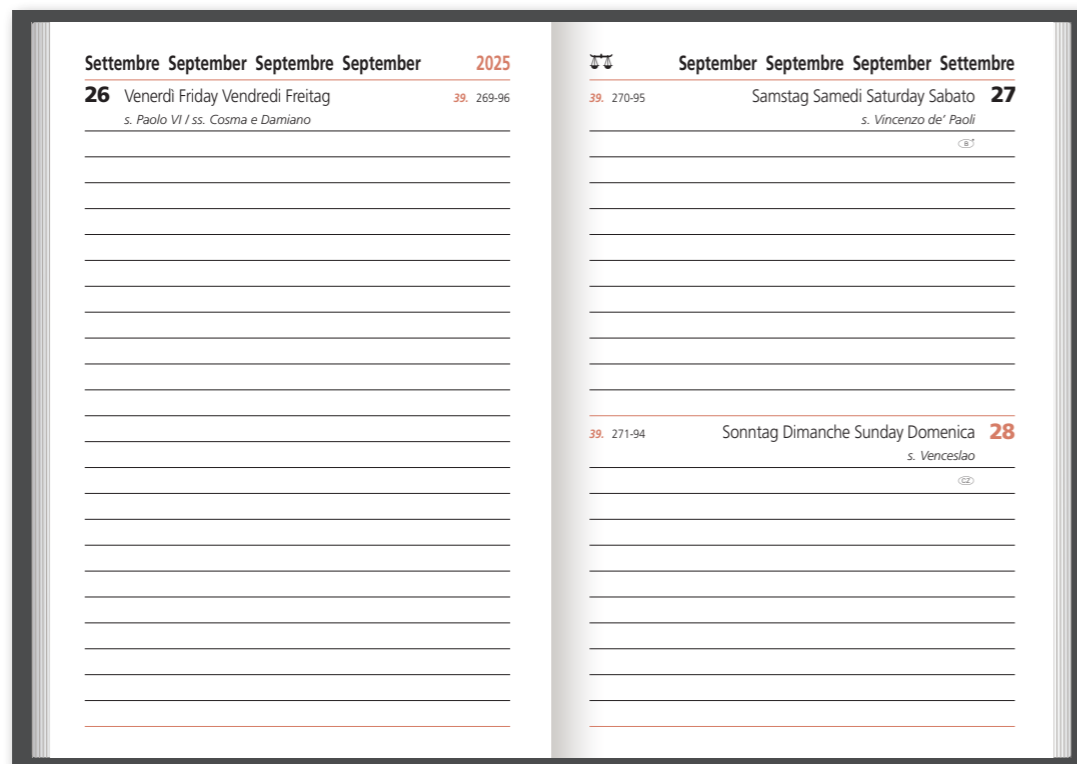 Settembre September Septembre September 2025
26 Venerdì Friday Vendredi Freitag 39. 269-96
s. Paolo VI / ss. Cosma e Damiano
September Septembre September Settembre
39. 270-95 Samstag Samedi Saturday Sabato 27
s. Vincenzo de' Paoli
39. 271-94 Sonntag Dimanche Sunday Domenica 28
s. Venceslao
CZ